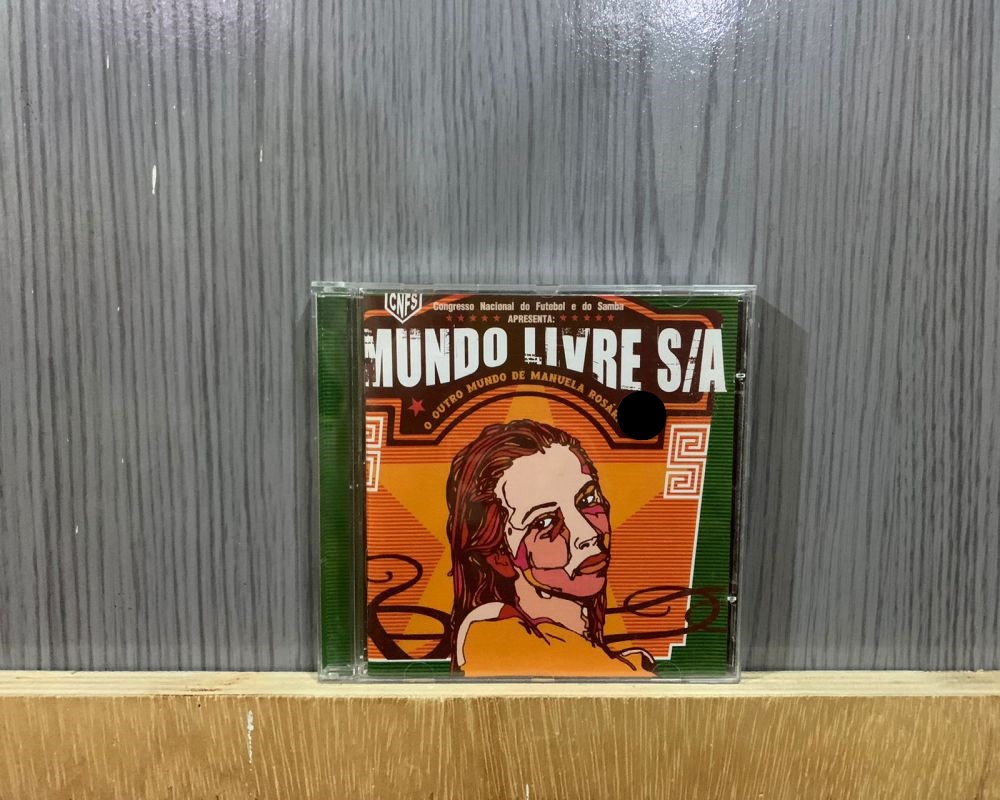 CNFS
Congresso Nacional do Futebol e do Samba
APRESENTA:
MUNDO LIVRE S/A
O OUTRO MUNDO DE MANUELA